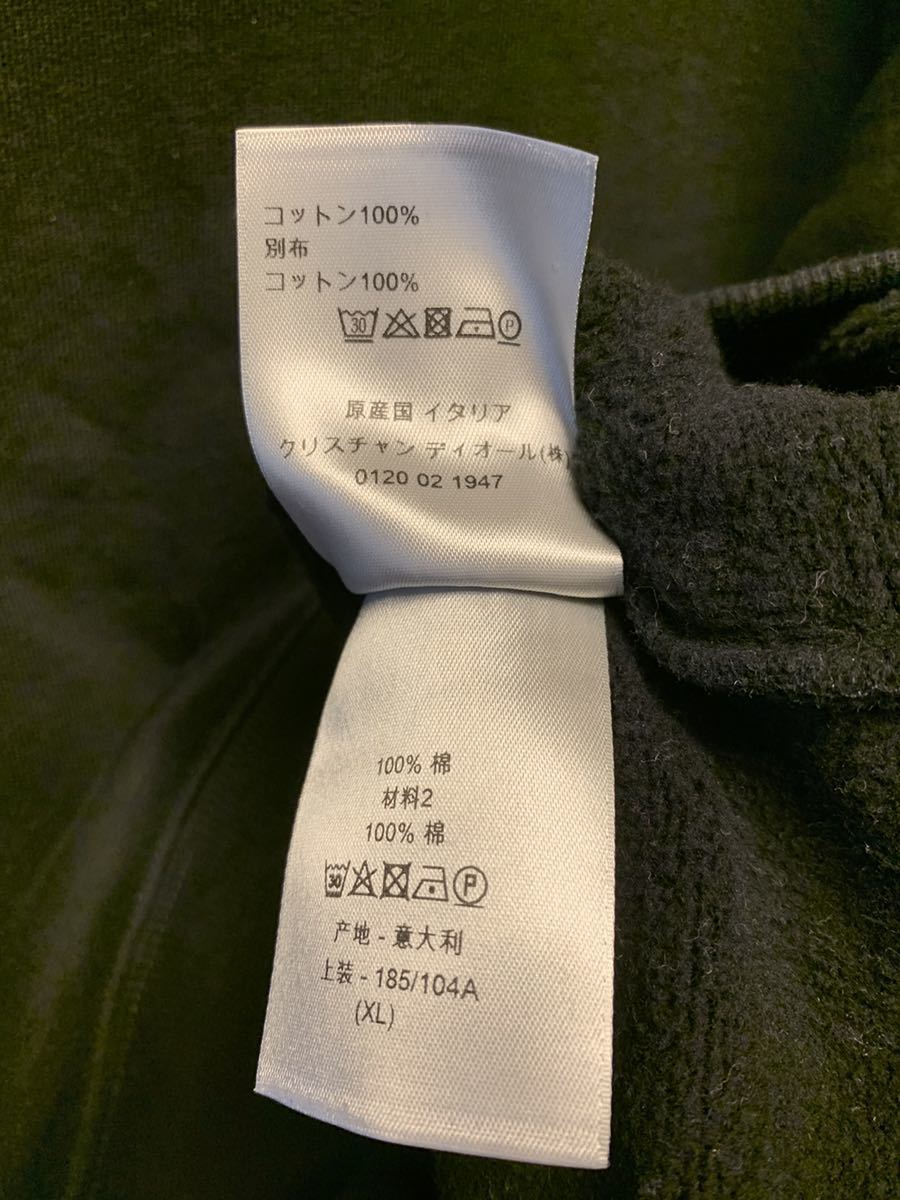 コットン100%
別布
コットン100%
30 P
原産国 イタリア
クリスチャン ディオール(株)
0120 02 1947
100% 棉
材料2
100% 棉
30 P
产地 - 意大利
上装 - 185/104A
(XL)